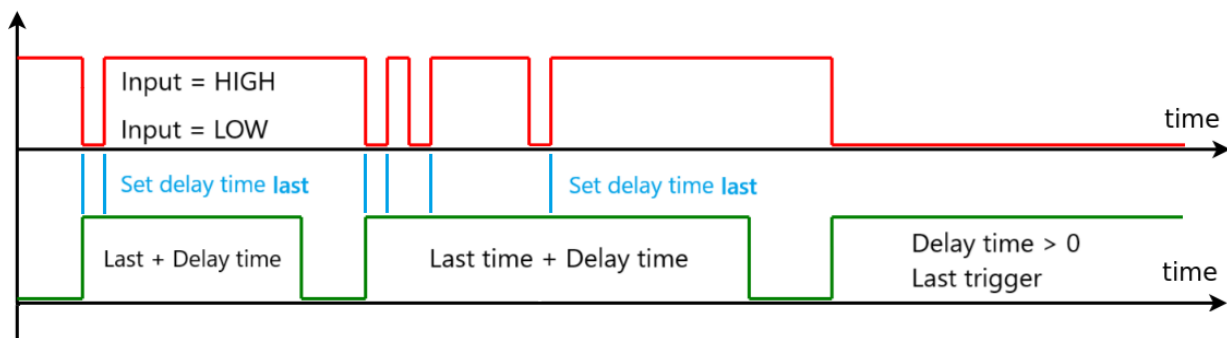 Input = HIGH
Input = LOW
time
Set delay time last
Set delay time last
Last + Delay time
Last time + Delay time
Delay time > 0
Last trigger
time